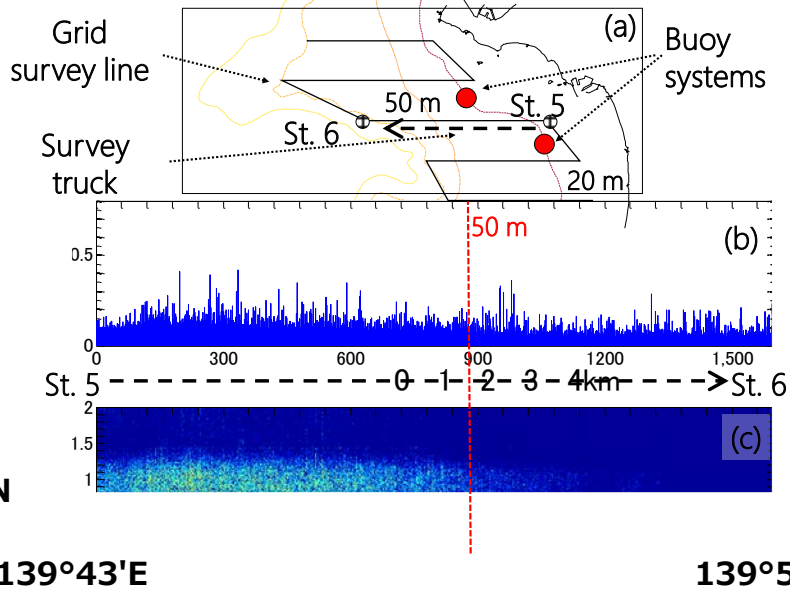 Grid
survey line
(a)
Buoy
systems
50 m
St. 5
St. 6
Survey
truck
20 m
50 m
(b)
0.5
0
0 300 600 900 1200 1,500
St. 5
0 1 2 3 4km
St. 6
2
1.5
1
(c)
N
139°43'E
139°5